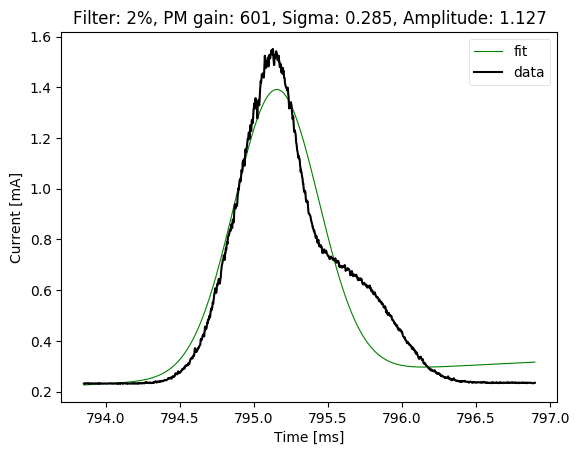 Filter: 2%, PM gain: 601, Sigma: 0.285, Amplitude: 1.127
fit
data
1.6
1.4
1.2
1.0
0.8
0.6
0.4
0.2
Current [mA]
794.0 794.5 795.0 795.5 796.0 796.5 797.0
Time [ms]